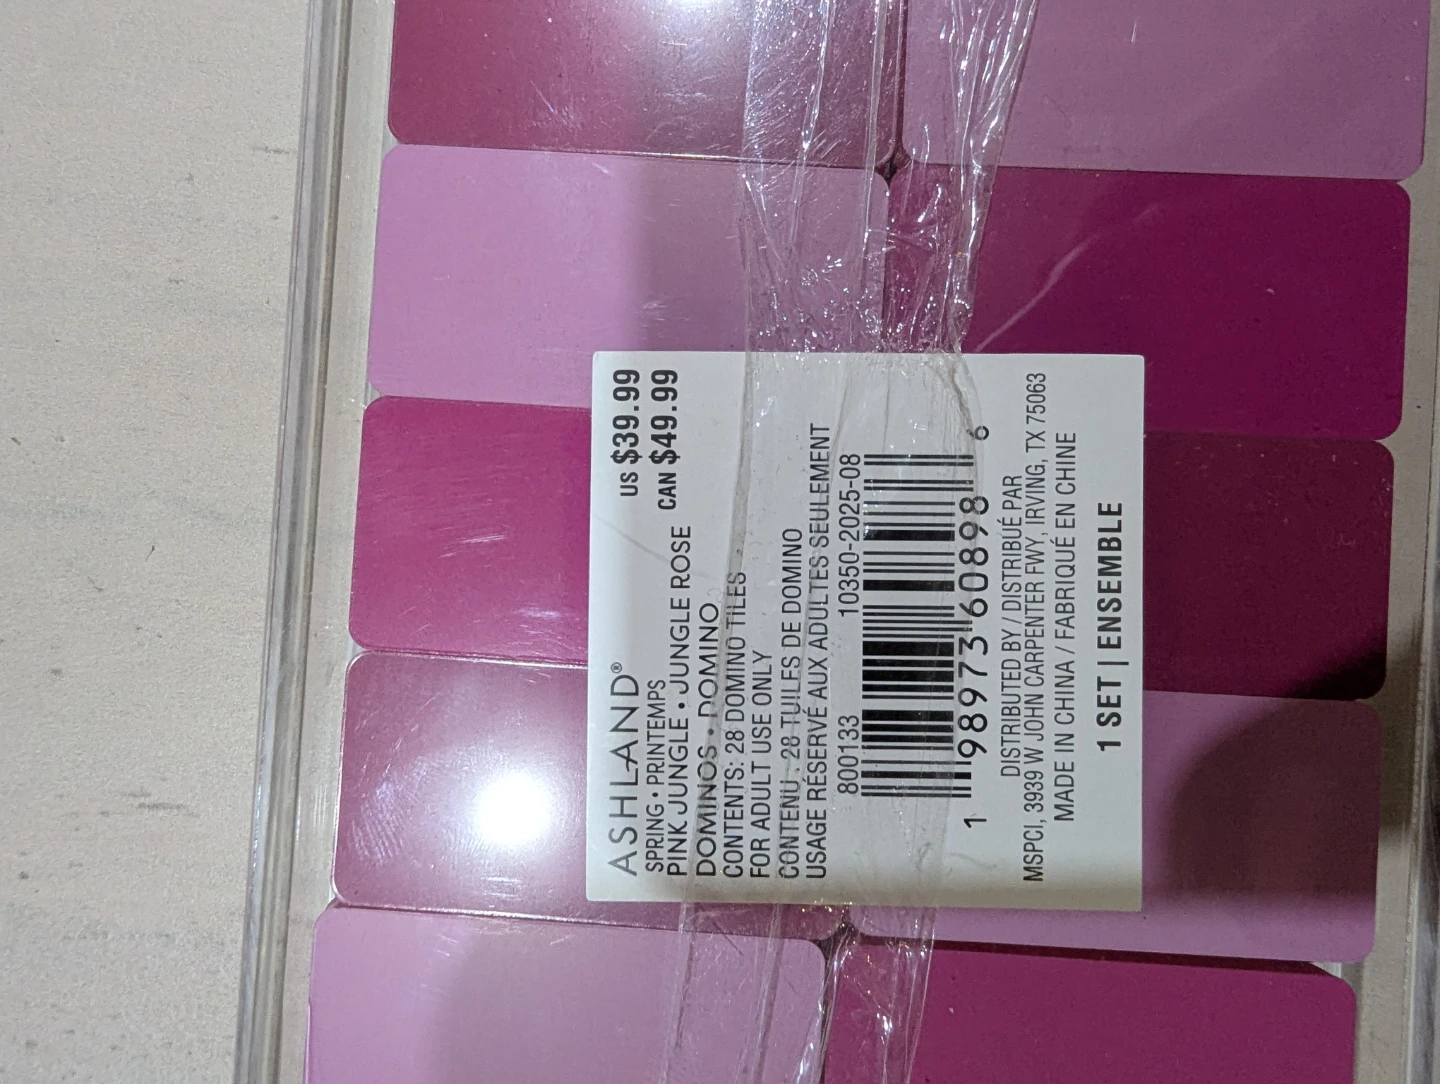 ASHLAND®
SPRING • PRINTEMPS
US $39.99
PINK JUNGLE • JUNGLE ROSE
CAN $49.99
DOMINOS • DOMINO
CONTENTS: 28 DOMINO TILES
FOR ADULT USE ONLY
CONTENU : 28 TUILES DE DOMINO
USAGE RÉSERVÉ AUX ADULTES SEULEMENT
800133 10350-2025-08
1 98973 60898 6
DISTRIBUTED BY / DISTRIBUÉ PAR
MSPCI, 3939 W JOHN CARPENTER FWY, IRVING, TX 75063
MADE IN CHINA / FABRIQUÉ EN CHINE
1 SET | ENSEMBLE